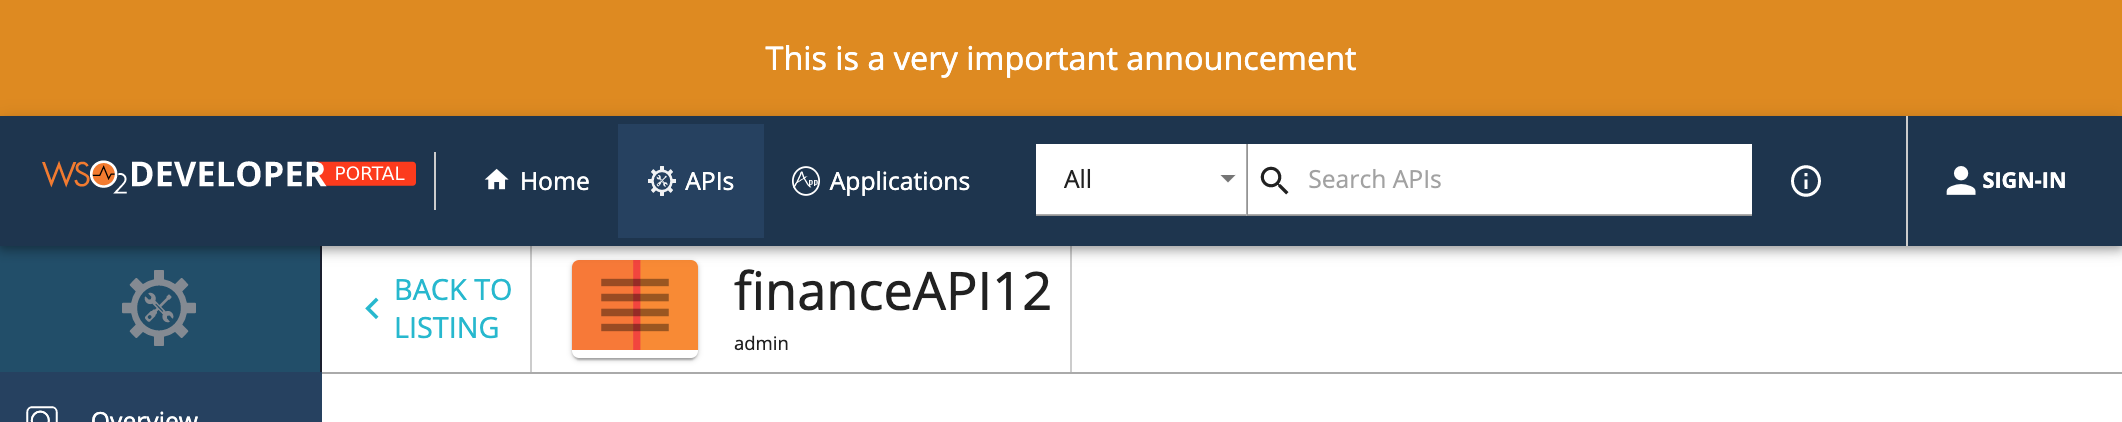 This is a very important announcement
WSO2 DEVELOPER PORTAL
Home
APIs
APP
Applications
All
Search APIs
SIGN-IN
BACK TO
LISTING
financeAPI12
admin
Overview